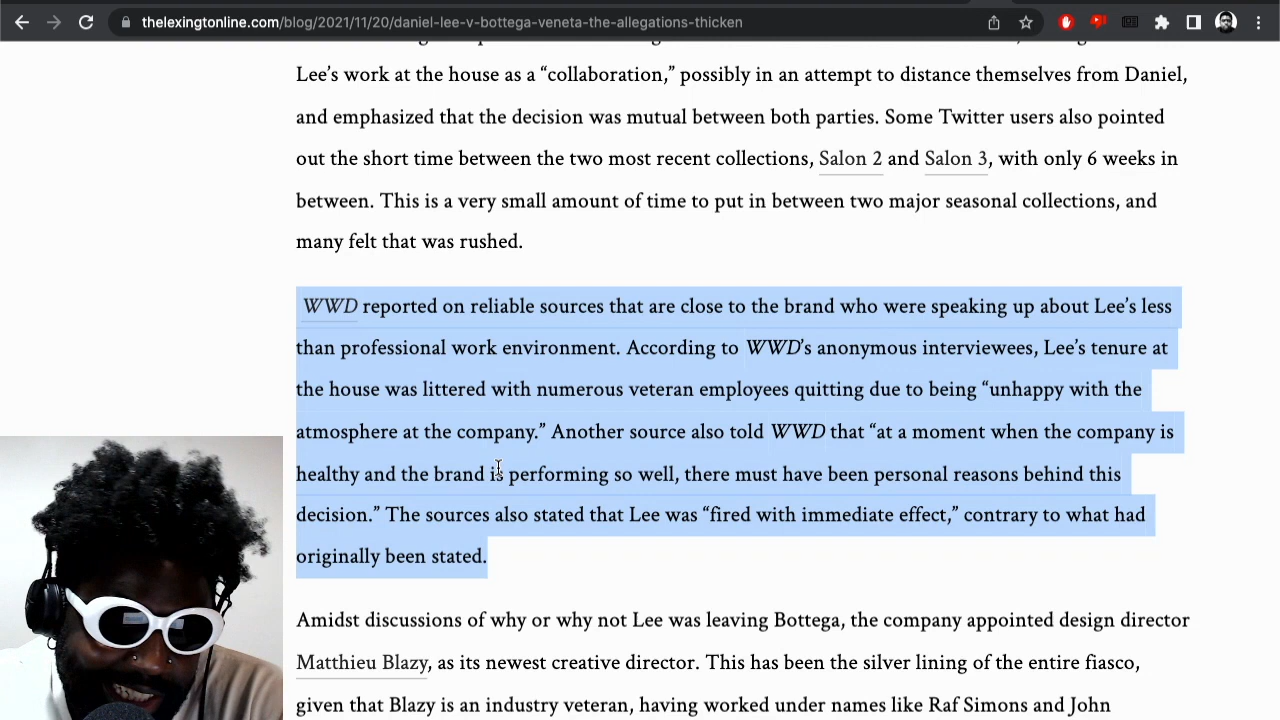 thelexingtononline.com/blog/2021/11/20/daniel-lee-v-bottega-veneta-the-allegations-thicken
Lee’s work at the house as a “collaboration,” possibly in an attempt to distance themselves from Daniel,
and emphasized that the decision was mutual between both parties. Some Twitter users also pointed
out the short time between the two most recent collections, Salon 2 and Salon 3, with only 6 weeks in
between. This is a very small amount of time to put in between two major seasonal collections, and
many felt that was rushed.
WWD reported on reliable sources that are close to the brand who were speaking up about Lee’s less
than professional work environment. According to WWD’s anonymous interviewees, Lee’s tenure at
the house was littered with numerous veteran employees quitting due to being “unhappy with the
atmosphere at the company.” Another source also told WWD that “at a moment when the company is
healthy and the brand is performing so well, there must have been personal reasons behind this
decision.” The sources also stated that Lee was “fired with immediate effect,” contrary to what had
originally been stated.
Amidst discussions of why or why not Lee was leaving Bottega, the company appointed design director
Matthieu Blazy, as its newest creative director. This has been the silver lining of the entire fiasco,
given that Blazy is an industry veteran, having worked under names like Raf Simons and John